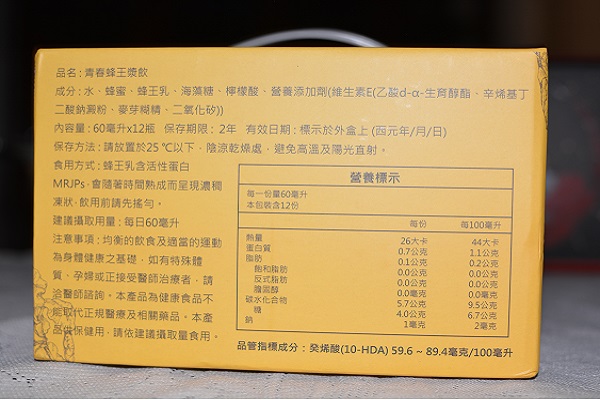 品名：青春蜂王漿飲
成分：水、蜂蜜、蜂王乳、海藻糖、檸檬酸、營養添加劑(維生素E(乙酸d-α-生育醇酯、辛烯基丁
二酸鈉澱粉、麥芽糊精、二氧化矽))
內容量：60毫升x12瓶 保存期限：2年 有效日期：標示於外盒上 (西元年/月/日)
保存方法：請放置於25℃以下，陰涼乾燥處，避免高溫及陽光直射。
食用方式：蜂王乳含活性蛋白
MRJPs，會隨著時間熟成而呈現濃稠
凍狀，飲用前請先搖勻。
建議攝取用量：每日60毫升
注意事項：均衡的飲食及適當的運動
為身體健康之基礎，如有特殊體
質、孕婦或正接受醫師治療者，請
洽醫師諮詢。本產品為健康食品不
能取代正規醫療及相關藥品。本產
品供保健用，請依建議攝取量食用。
營養標示
每一份量60毫升
本包裝含12份
每份 每100毫升
熱量 26大卡 44大卡
蛋白質 0.7公克 1.1公克
脂肪 0.1公克 0.2公克
飽和脂肪 0.0公克 0.0公克
反式脂肪 0.0公克 0.0公克
膽固醇 0.0毫克 0.0毫克
碳水化合物 5.7公克 9.5公克
糖 4.0公克 6.7公克
鈉 1毫克 2毫克
品管指標成分：癸烯酸(10-HDA) 59.6 ~ 89.4毫克/100毫升